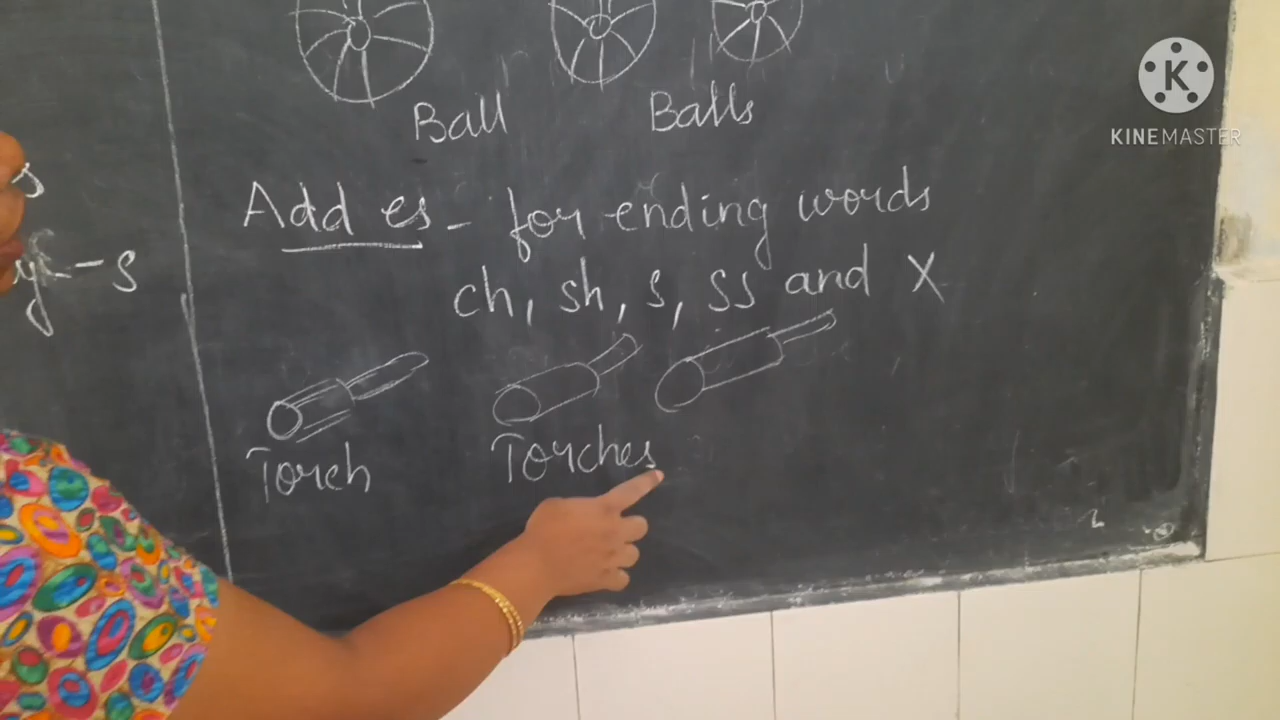 Ball Balls
s
Add es - for ending words
y - s
ch, sh, s, ss and X
Torch Torches
K
KINEMASTER